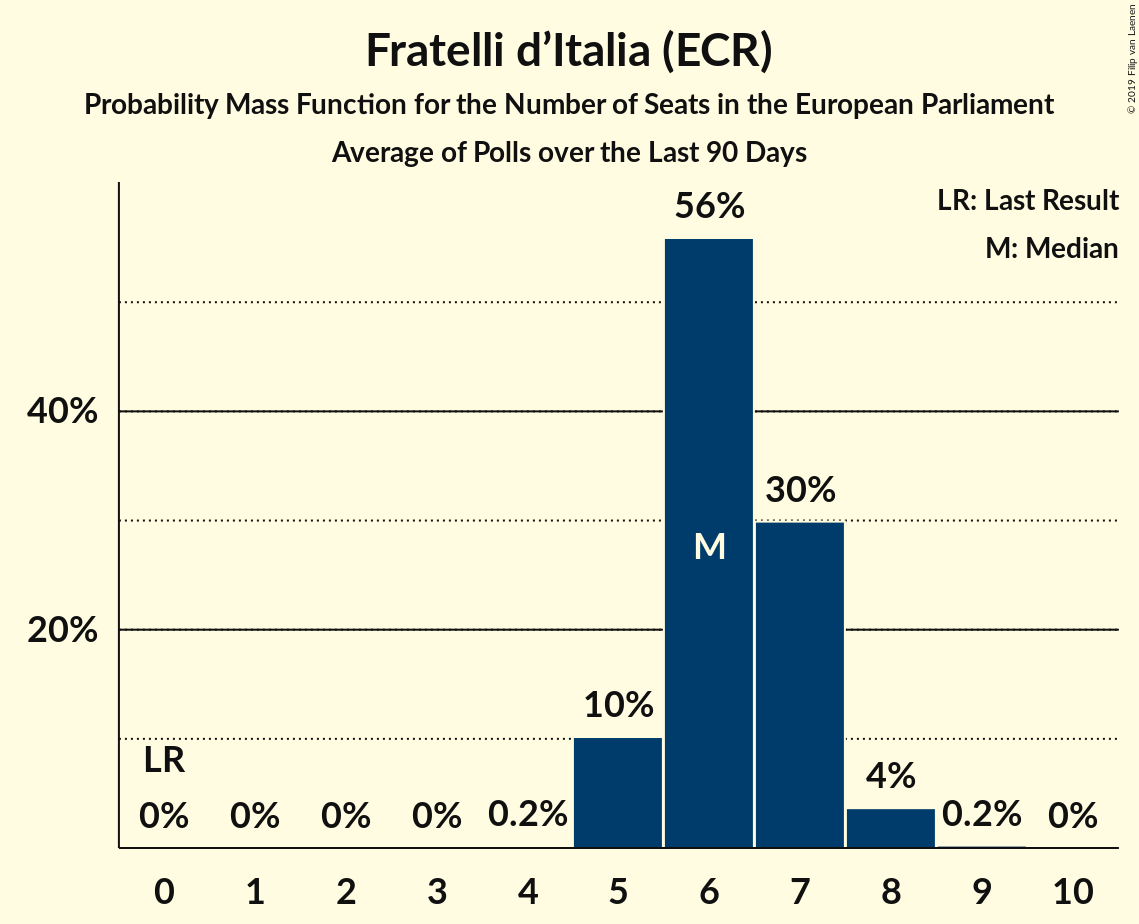 Fratelli d’Italia (ECR)
Probability Mass Function for the Number of Seats in the European Parliament
Average of Polls over the Last 90 Days
© 2019 Filip van Laenen
LR: Last Result
M: Median
56%
40%
30%
M
20%
10%
LR
4%
0% 0% 0% 0% 0.2% 0.2% 0%
0 1 2 3 4 5 6 7 8 9 10